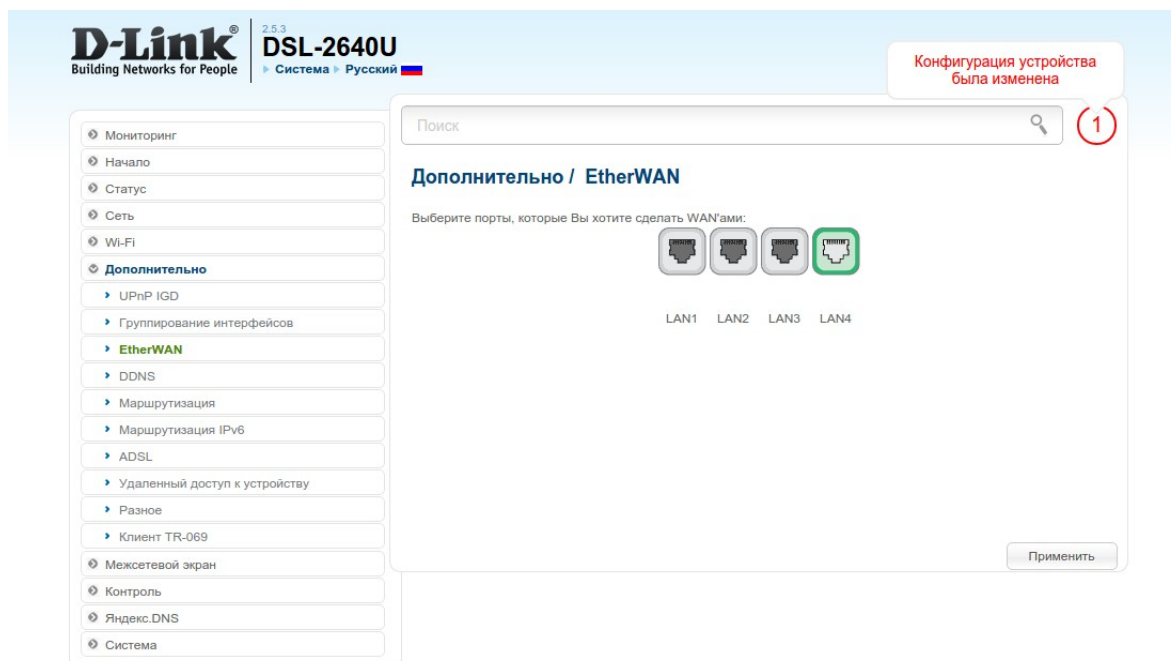 D-Link®
Building Networks for People
2.5.3
DSL-2640U
Система Русский
Конфигурация устройства
была изменена
Поиск
1
Мониторинг
Начало
Статус
Сеть
Wi-Fi
Дополнительно
UPnP IGD
Группирование интерфейсов
EtherWAN
DDNS
Маршрутизация
Маршрутизация IPv6
ADSL
Удаленный доступ к устройству
Разное
Клиент TR-069
Межсетевой экран
Контроль
Яндекс.DNS
Система
Дополнительно / EtherWAN
Выберите порты, которые Вы хотите сделать WAN'ами:
LAN1 LAN2 LAN3 LAN4
Применить